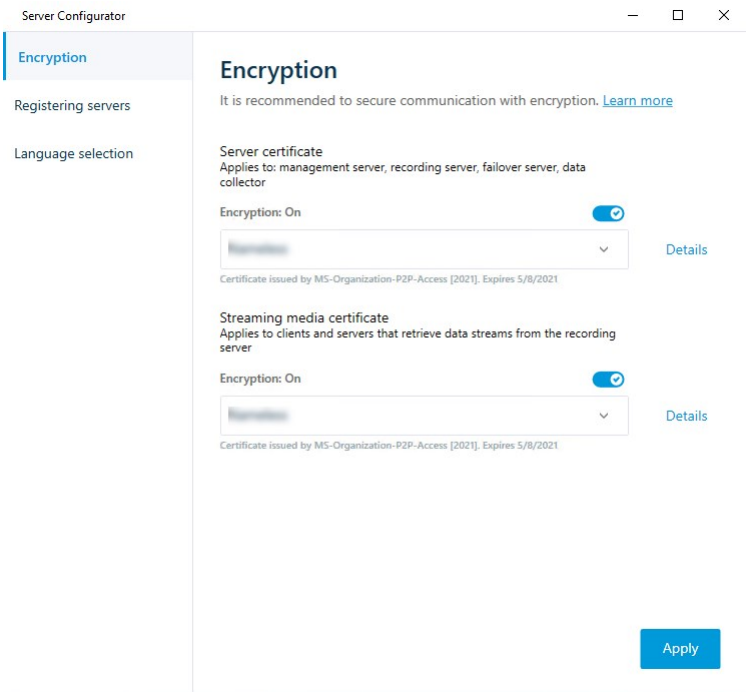 Server Configurator
Encryption
Registering servers
Language selection
Encryption
It is recommended to secure communication with encryption. Learn more
Server certificate
Applies to: management server, recording server, failover server, data
collector
Encryption: On
Details
Certificate issued by MS-Organization-P2P-Access [2021]. Expires 5/8/2021
Streaming media certificate
Applies to clients and servers that retrieve data streams from the recording
server
Encryption: On
Details
Certificate issued by MS-Organization-P2P-Access [2021]. Expires 5/8/2021
Apply